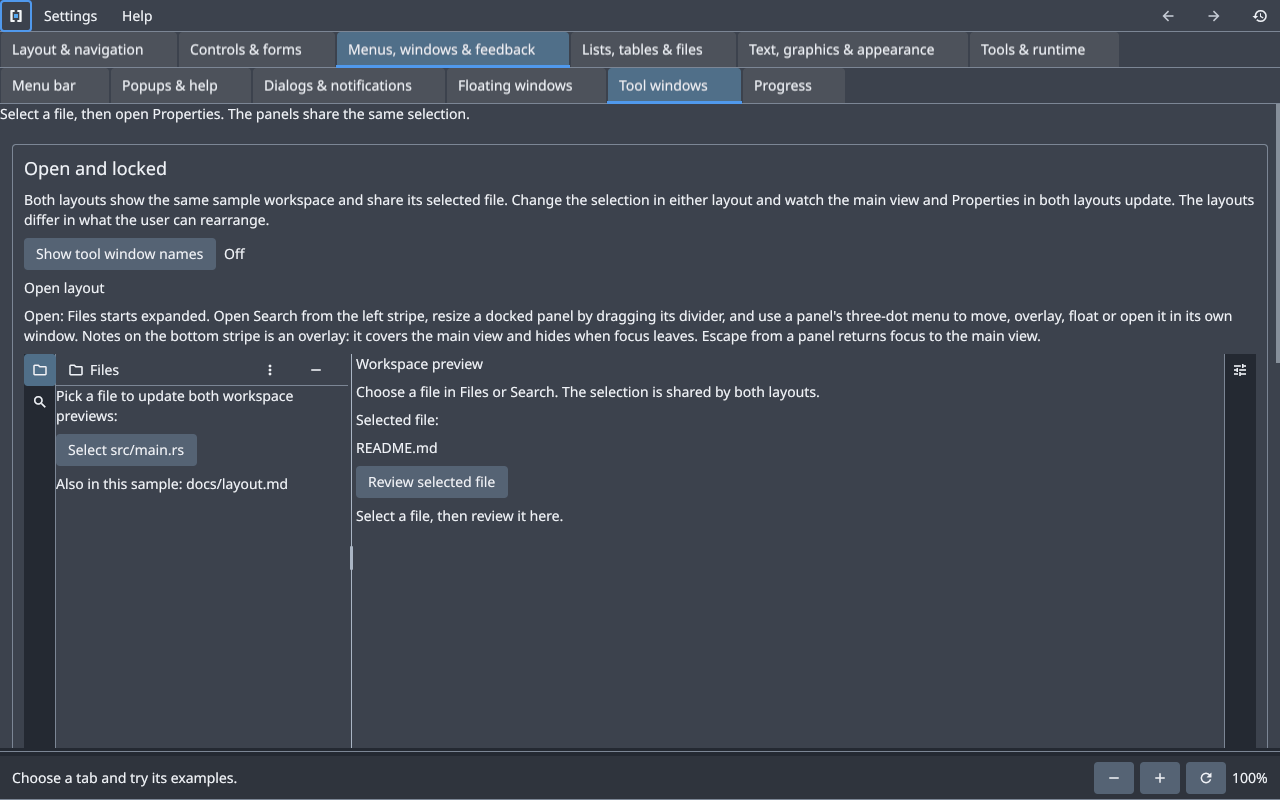 Settings Help
Layout & navigation Controls & forms Menus, windows & feedback Lists, tables & files Text, graphics & appearance Tools & runtime
Menu bar Popups & help Dialogs & notifications Floating windows Tool windows Progress
Select a file, then open Properties. The panels share the same selection.
Open and locked
Both layouts show the same sample workspace and share its selected file. Change the selection in either layout and watch the main view and Properties in both layouts update. The layouts
differ in what the user can rearrange.
Show tool window names Off
Open layout
Open: Files starts expanded. Open Search from the left stripe, resize a docked panel by dragging its divider, and use a panel's three-dot menu to move, overlay, float or open it in its own
window. Notes on the bottom stripe is an overlay: it covers the main view and hides when focus leaves. Escape from a panel returns focus to the main view.
Files
Pick a file to update both workspace
previews:
Select src/main.rs
Also in this sample: docs/layout.md
Workspace preview
Choose a file in Files or Search. The selection is shared by both layouts.
Selected file:
README.md
Review selected file
Select a file, then review it here.
Choose a tab and try its examples.
100%